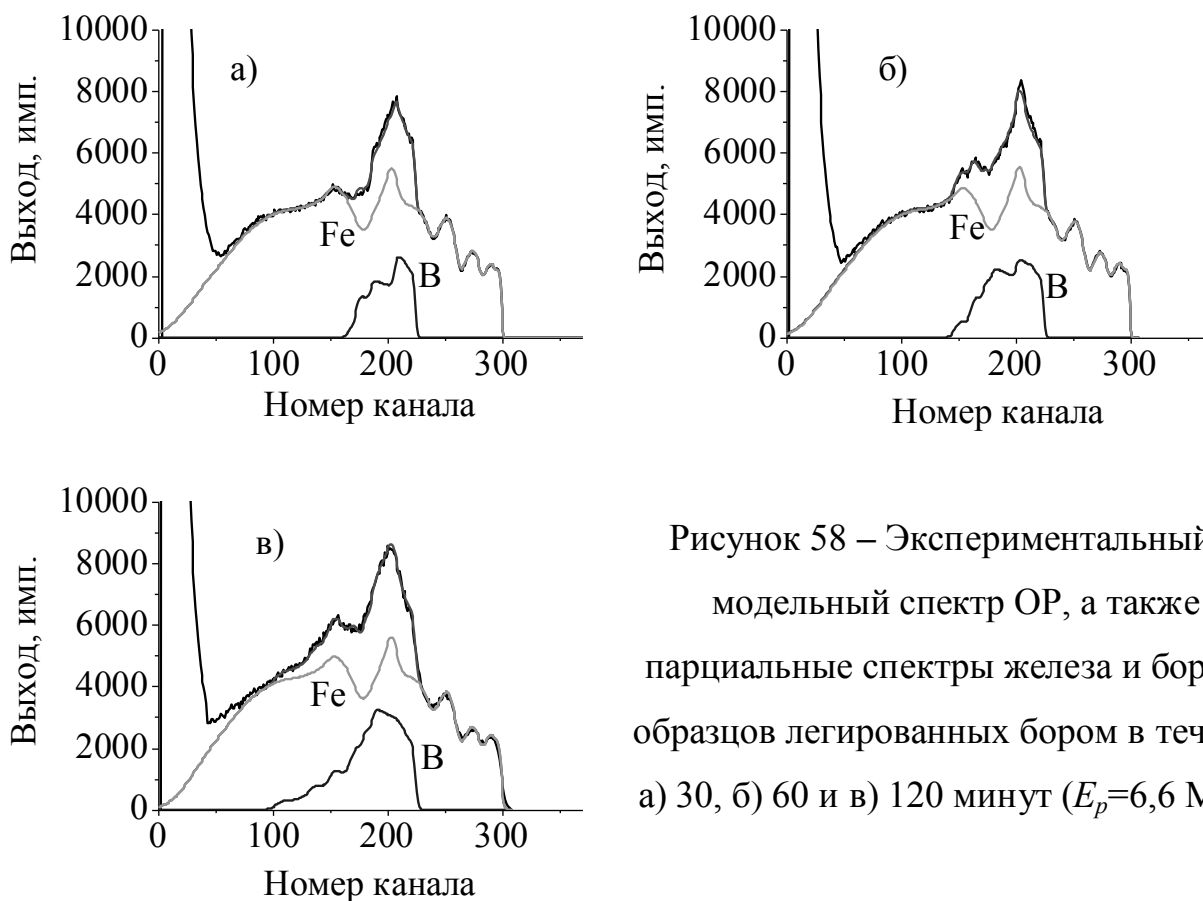 10000
8000
6000
4000
2000
0
Выход, имп.
а)
Fe
B
0 100 200 300
Номер канала
10000
8000
6000
4000
2000
0
Выход, имп.
б)
Fe
B
0 100 200 300
Номер канала
10000
8000
6000
4000
2000
0
Выход, имп.
в)
Fe
B
0 100 200 300
Номер канала
Рисунок 58 – Экспериментальный
модельный спектр ОР, а также
парциальные спектры железа и бор
образцов легированных бором в теч
а) 30, б) 60 и в) 120 минут (Ep=6,6 М